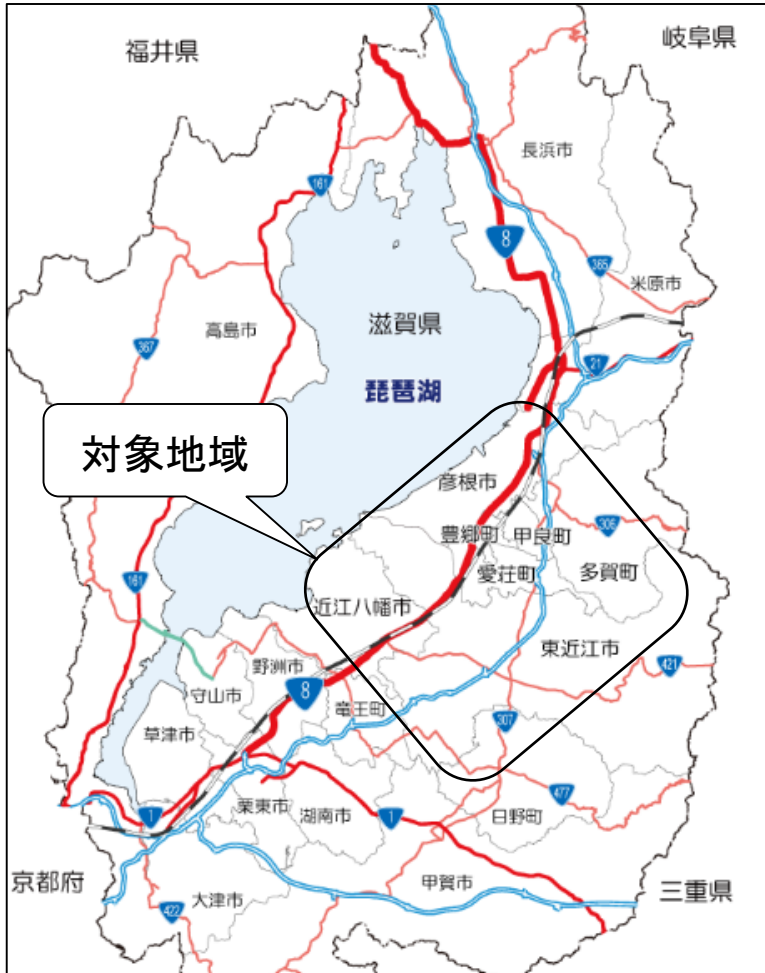 福井県
岐阜県
長浜市
161
8
365
米原市
高島市
滋賀県
367
21
琵琶湖
対象地域
彦根市
豊郷町
甲良町
306
愛荘町
多賀町
161
近江八幡市
東近江市
野洲市
421
守山市
8
竜王町
307
草津市
477
栗東市
湖南市
1
1
日野町
京都府
大津市
甲賀市
三重県
422